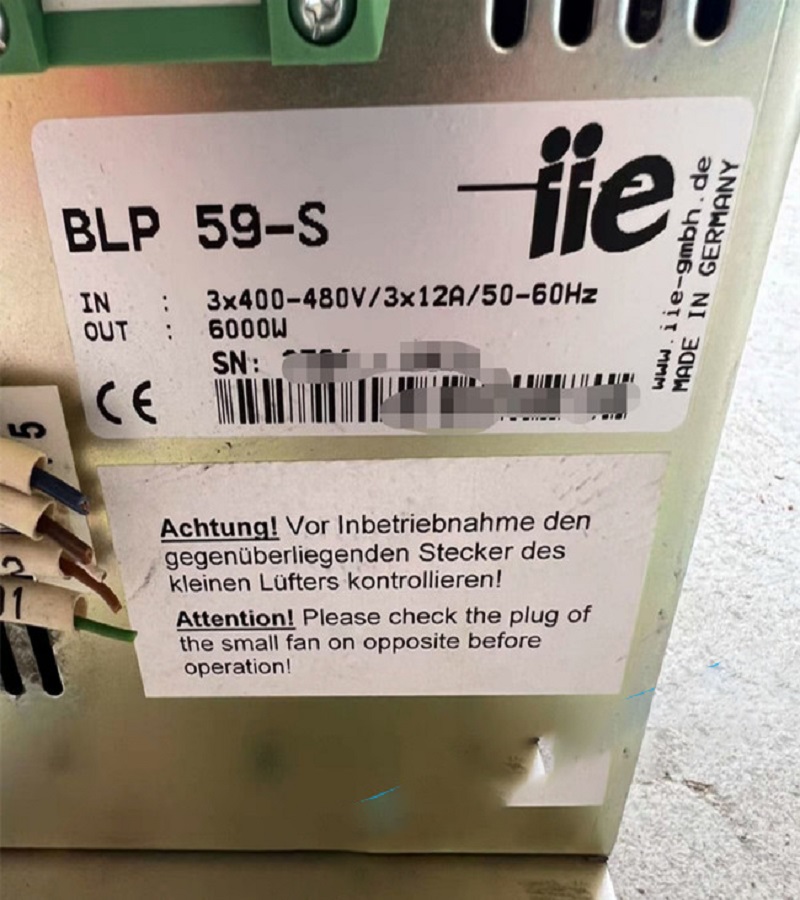 iie
BLP 59-S
IN : 3x400-480V/3x12A/50-60Hz
OUT : 6000W
SN:
CE
www.iie-gmbh.de
MADE IN GERMANY
5
2
01
Achtung! Vor Inbetriebnahme den
gegenüberliegenden Stecker des
kleinen Lüfters kontrollieren!
Attention! Please check the plug of
the small fan on opposite before
operation!